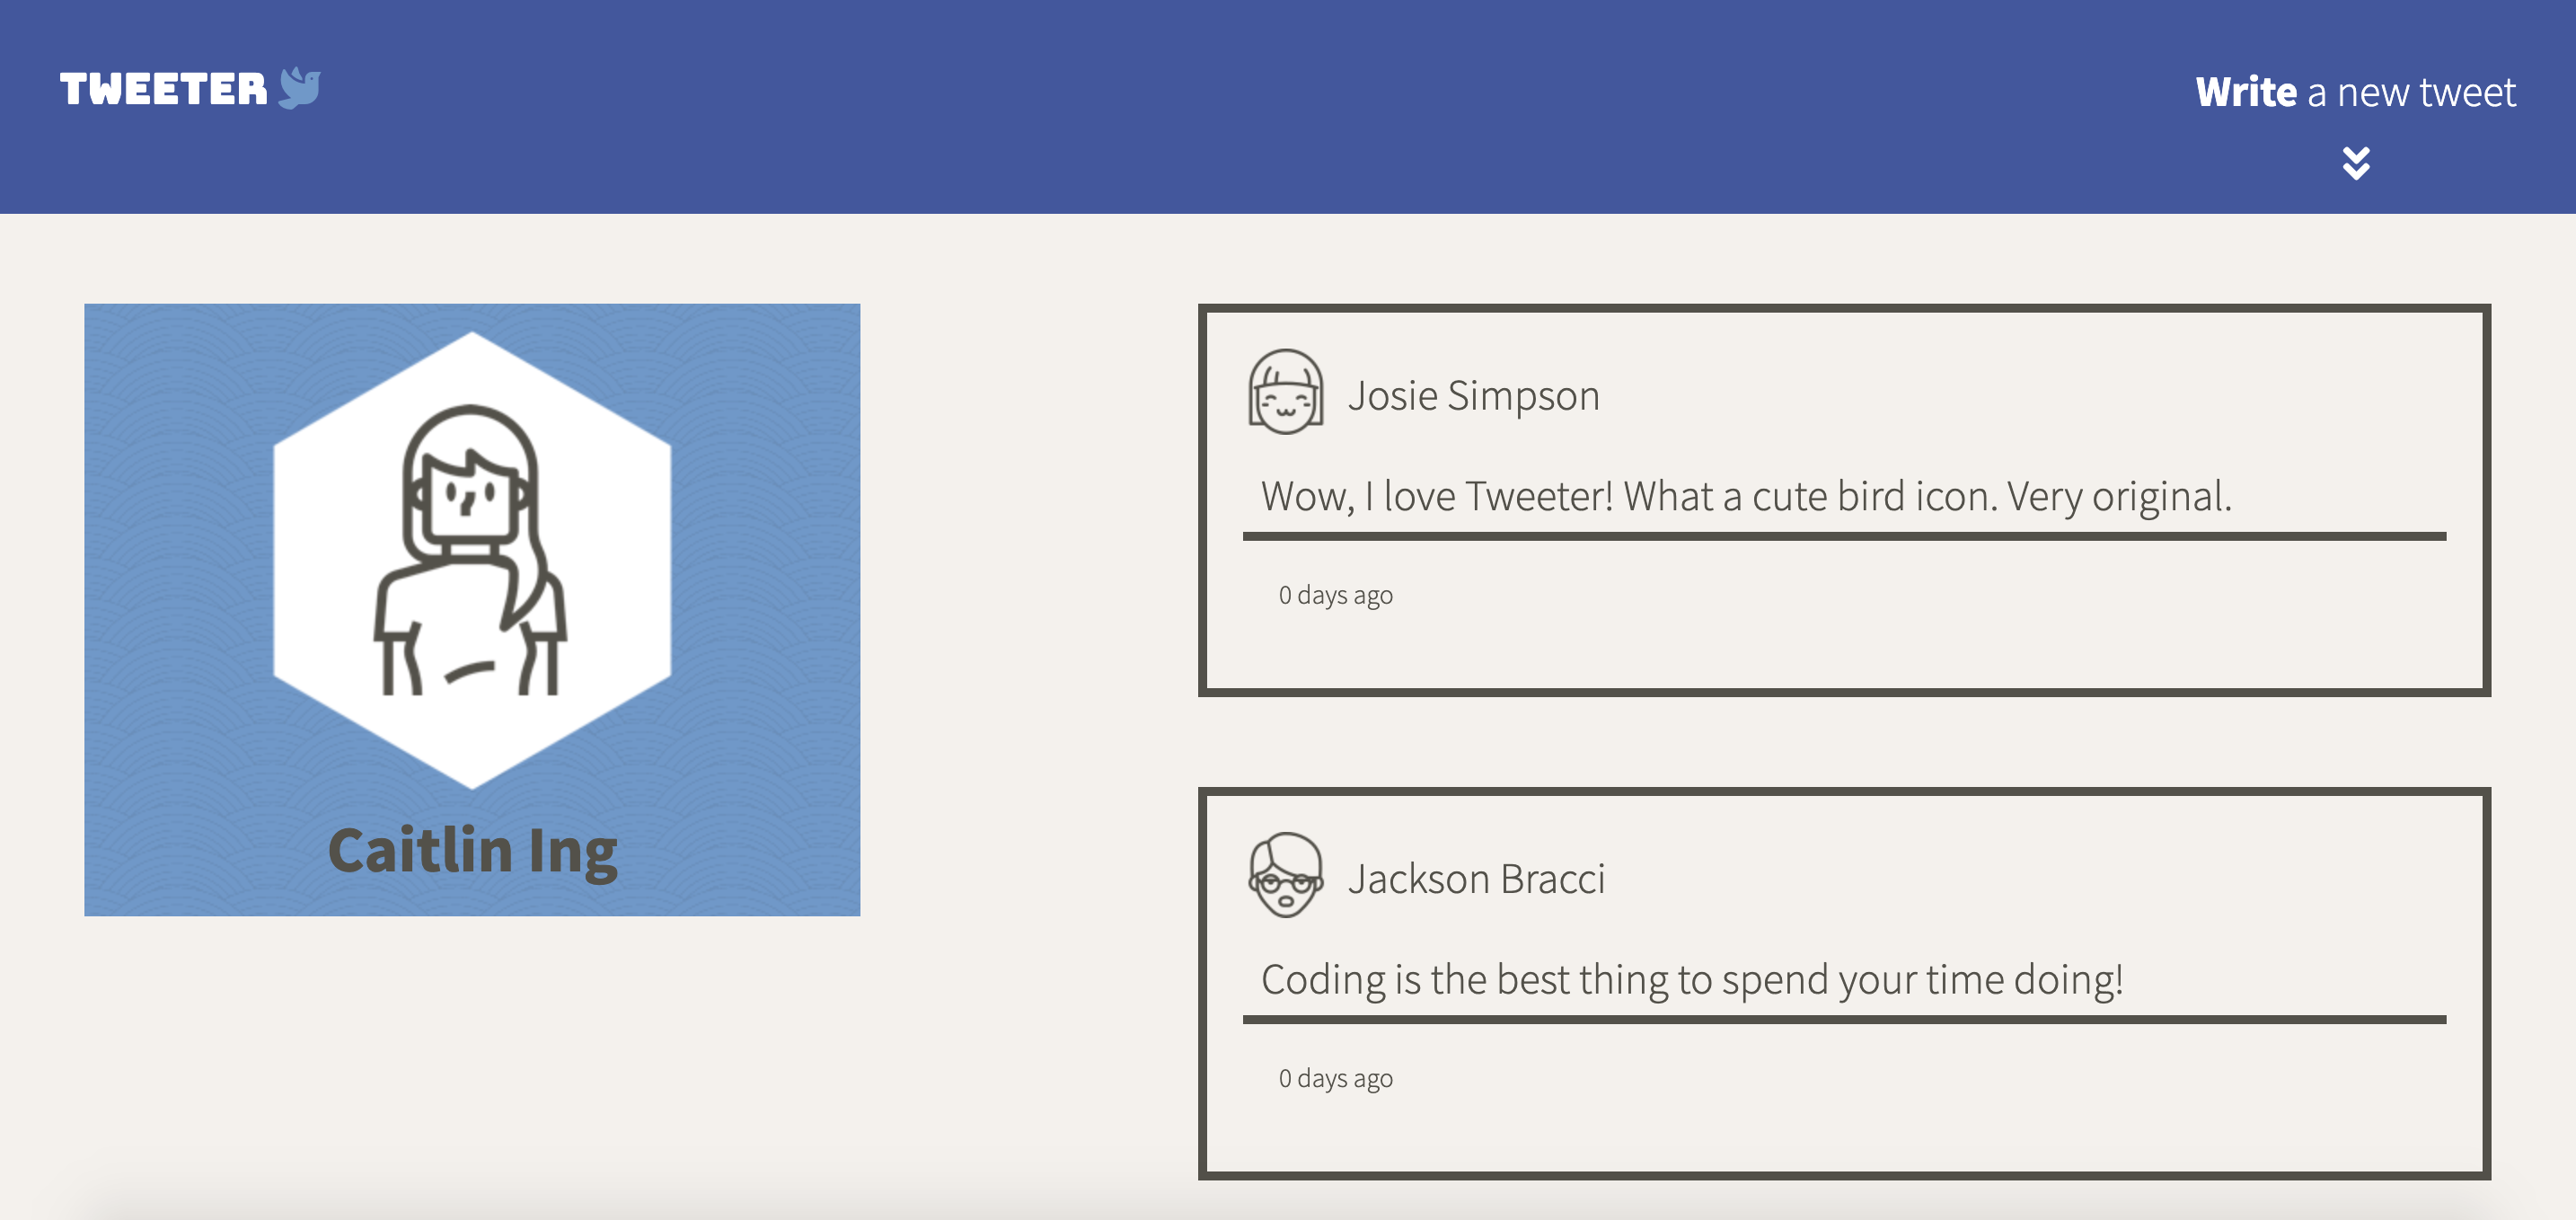 TWEETER
Write a new tweet
Caitlin Ing
Josie Simpson
Wow, I love Tweeter! What a cute bird icon. Very original.
0 days ago
Jackson Bracci
Coding is the best thing to spend your time doing!
0 days ago